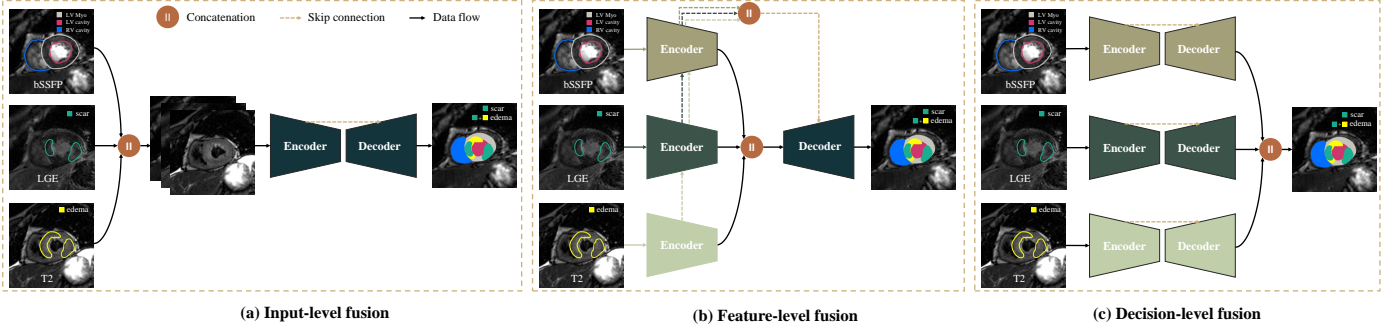 Concatenation
Skip connection
Data flow
LV Myo
LV cavity
RV cavity
bSSFP
scar
LGE
edema
T2
Encoder
Decoder
scar
edema
(a) Input-level fusion
LV Myo
LV cavity
RV cavity
bSSFP
scar
LGE
edema
T2
Encoder
Encoder
Encoder
Decoder
scar
edema
(b) Feature-level fusion
LV Myo
LV cavity
RV cavity
bSSFP
scar
LGE
edema
T2
Encoder
Decoder
Encoder
Decoder
Encoder
Decoder
scar
edema
(c) Decision-level fusion